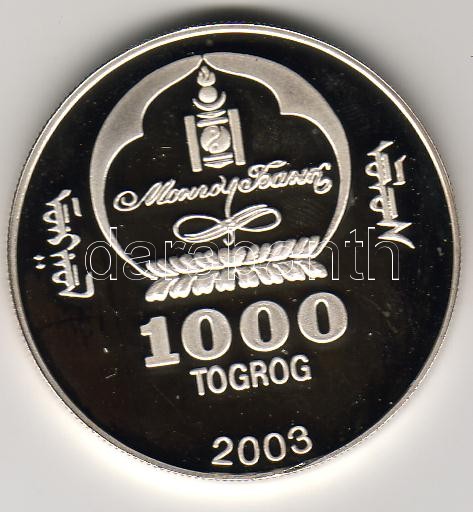 Монгол Банк
darabanth
1000
TOGROG
2003